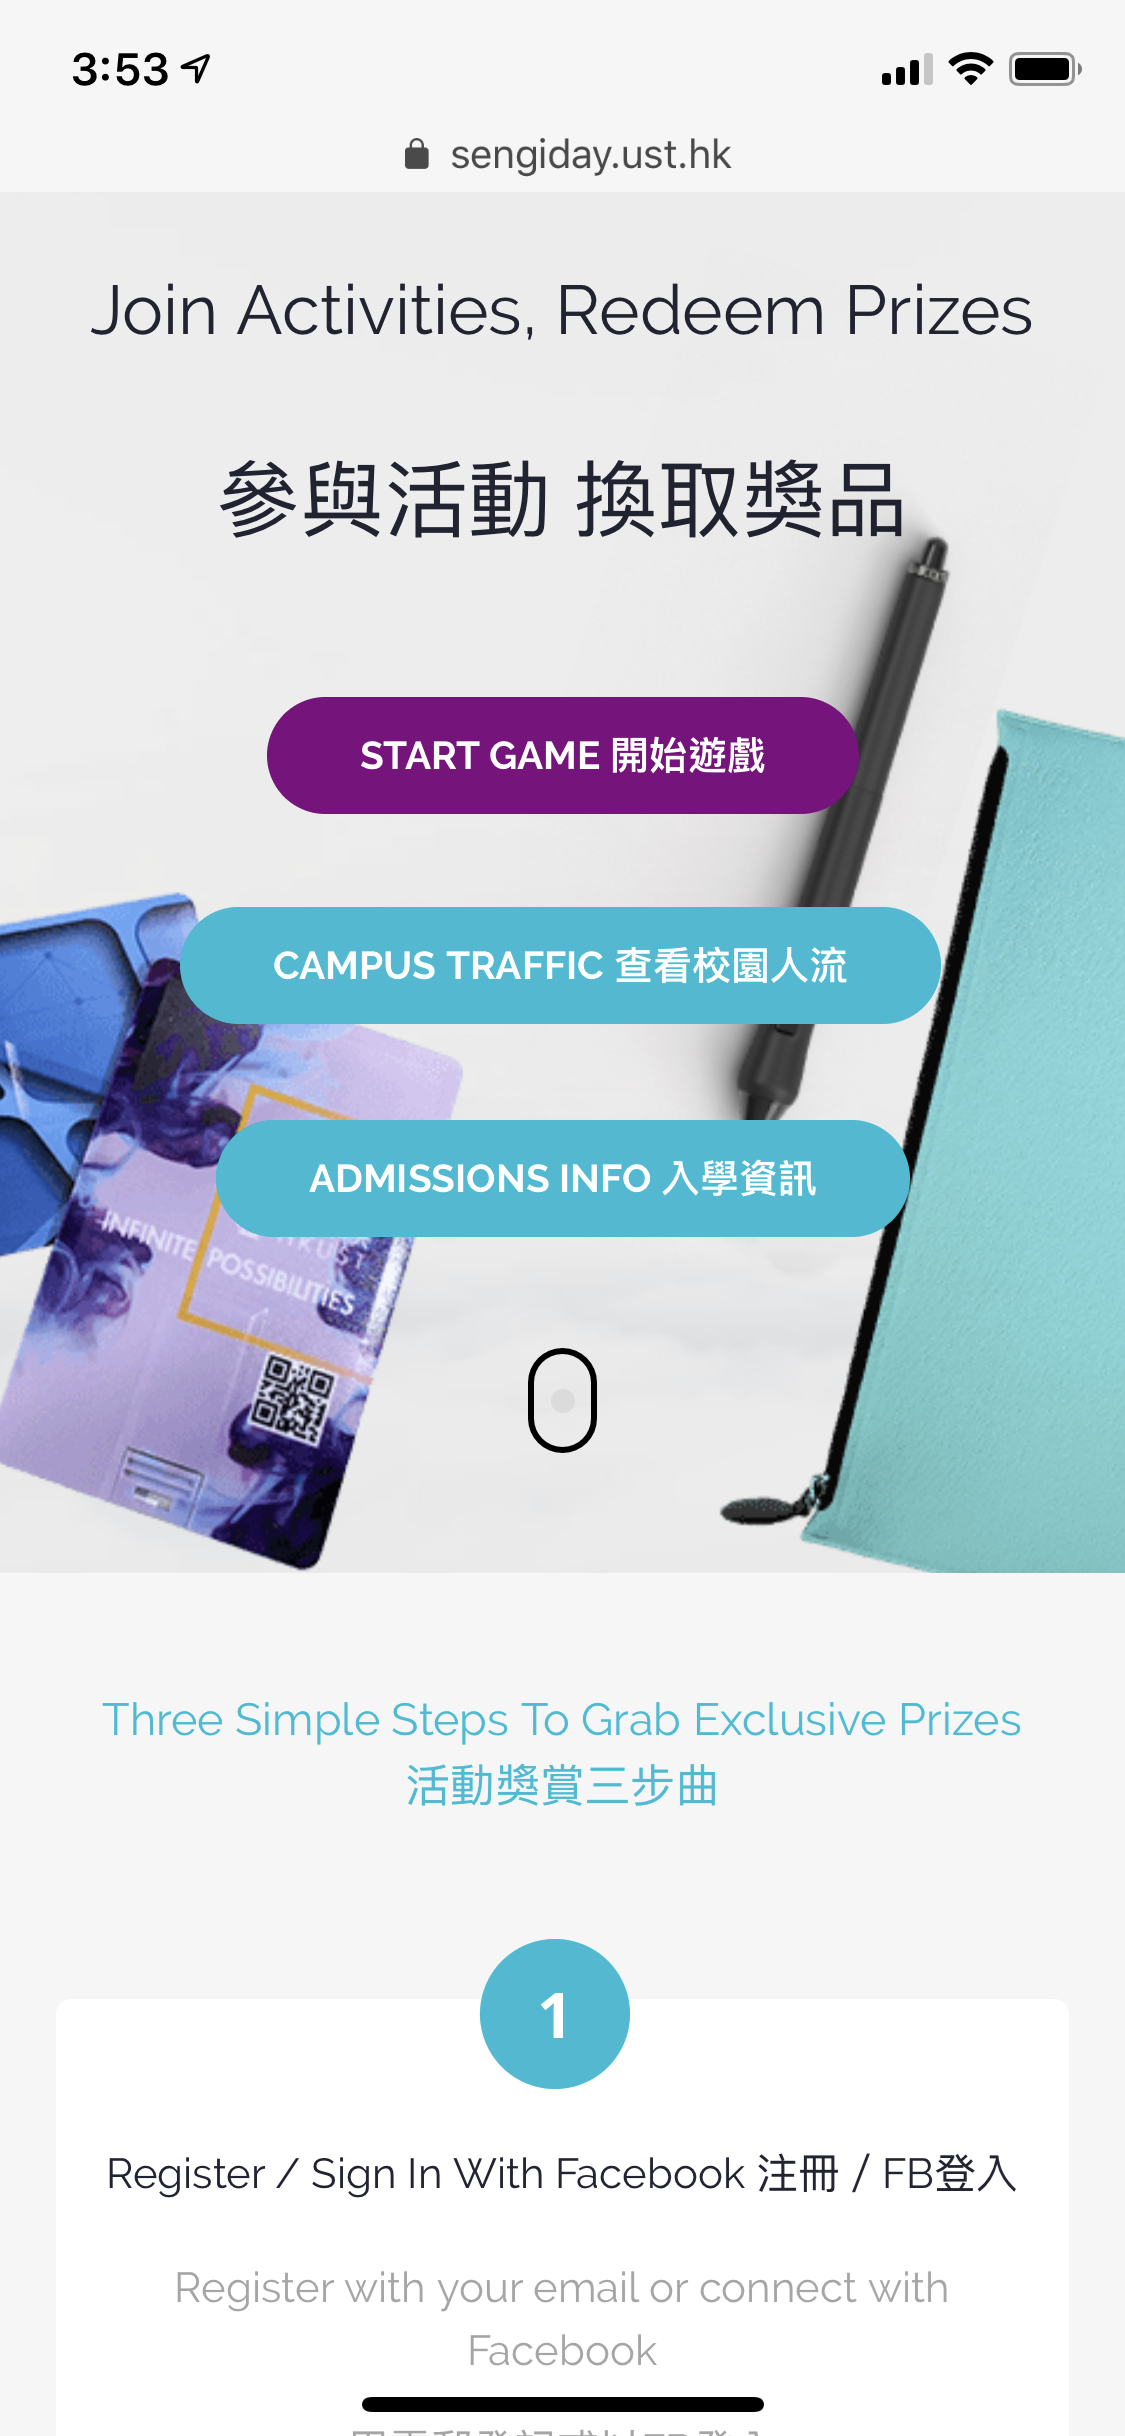 3:53
sengiday.ust.hk
Join Activities, Redeem Prizes
參與活動 換取獎品
START GAME 開始遊戲
CAMPUS TRAFFIC 查看校園人流
ADMISSIONS INFO 入學資訊
INFINITE POSSIBILITIES
Three Simple Steps To Grab Exclusive Prizes
活動獎賞三步曲
1
Register / Sign In With Facebook 注冊 / FB登入
Register with your email or connect with
Facebook